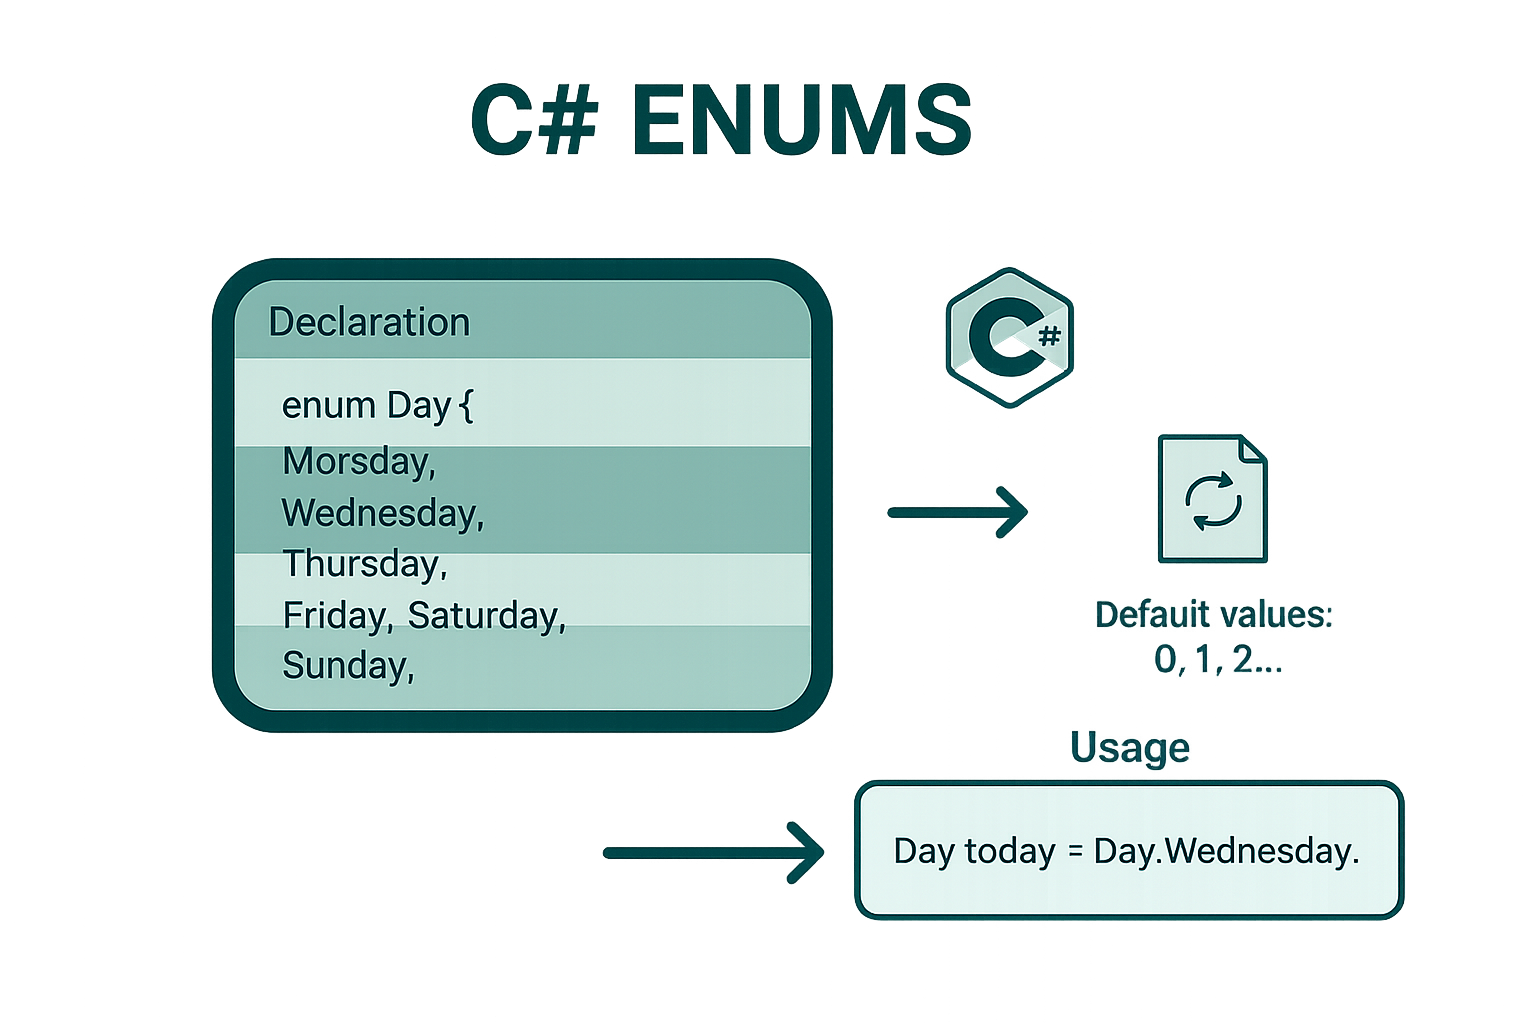 C# ENUMS
Declaration
enum Day {
Morsday,
Wednesday,
Thursday,
Friday, Saturday,
Sunday,
C#
Defauit values:
0, 1, 2...
Usage
Day today = Day.Wednesday.